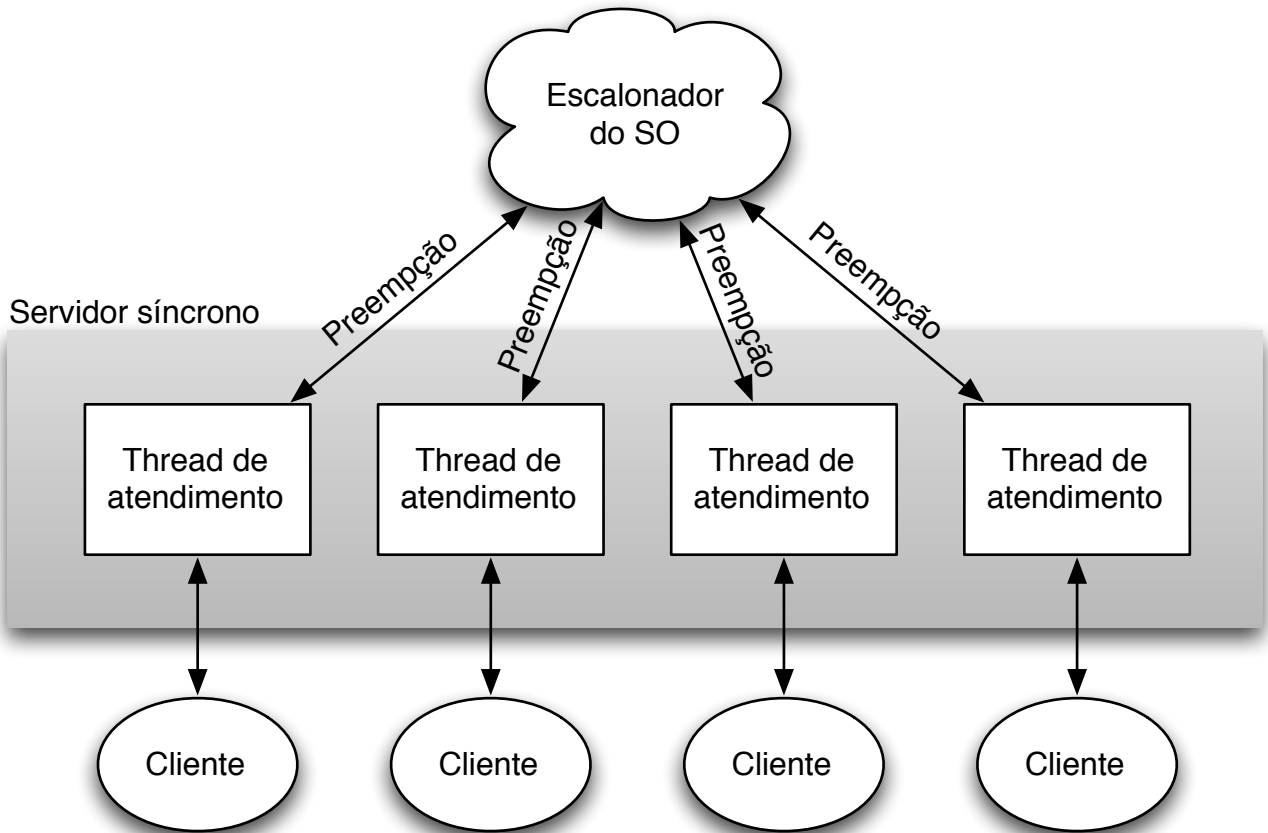 Escalonador
do SO
Preempção
Preempção
Preempção
Preempção
Servidor síncrono
Thread de
atendimento
Thread de
atendimento
Thread de
atendimento
Thread de
atendimento
Cliente
Cliente
Cliente
Cliente